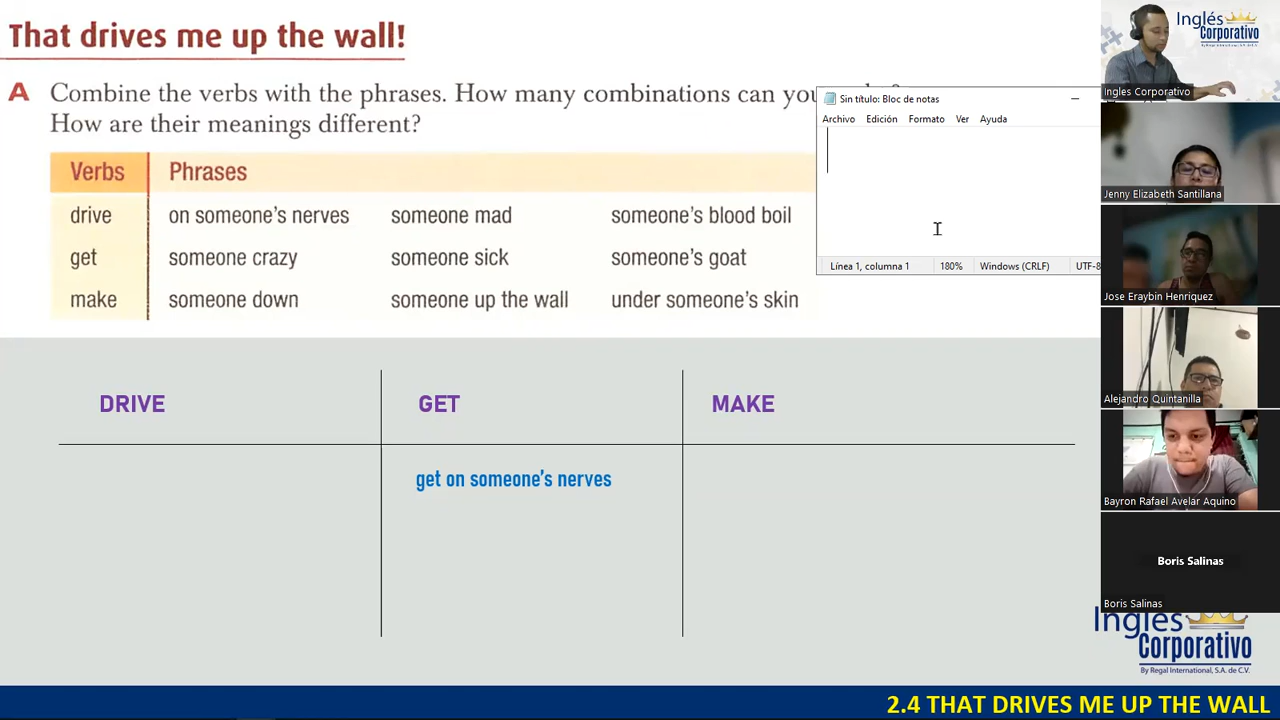 That drives me up the wall!
A Combine the verbs with the phrases. How many combinations can you
How are their meanings different?
Verbs Phrases
drive on someone's nerves someone mad someone's blood boil
get someone crazy someone sick someone's goat
make someone down someone up the wall under someone's skin
Sin título: Bloc de notas
Archivo Edición Formato Ver Ayuda
Línea 1, columna 1 180% Windows (CRLF) UTF-8
DRIVE GET MAKE
get on someone's nerves
Inglés
Corporativo
By Regal International, S.A. de C.V.
Ingles Corporativo
Jenny Elizabeth Santillana
Jose Eraybin Henriquez
Alejandro Quintanilla
Bayron Rafael Avelar Aquino
Boris Salinas
Boris Salinas
Inglés
Corporativo
By Regal International, S.A. de C.V.
2.4 THAT DRIVES ME UP THE WALL